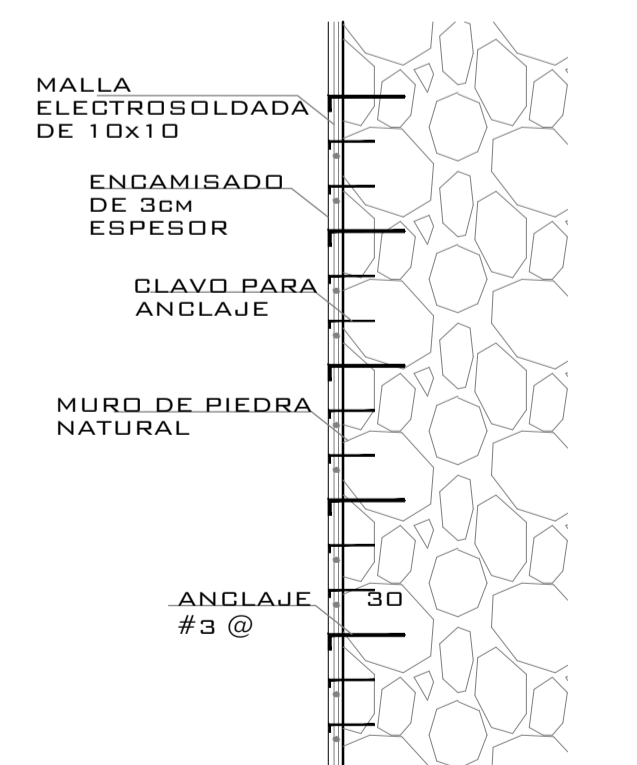 MALLA
ELECTROSOLDADA
DE 10x10
ENCAMISADO
DE 3CM
ESPESOR
CLAVO PARA
ANCLAJE
MURO DE PIEDRA
NATURAL
ANCLAJE 30
#3 @